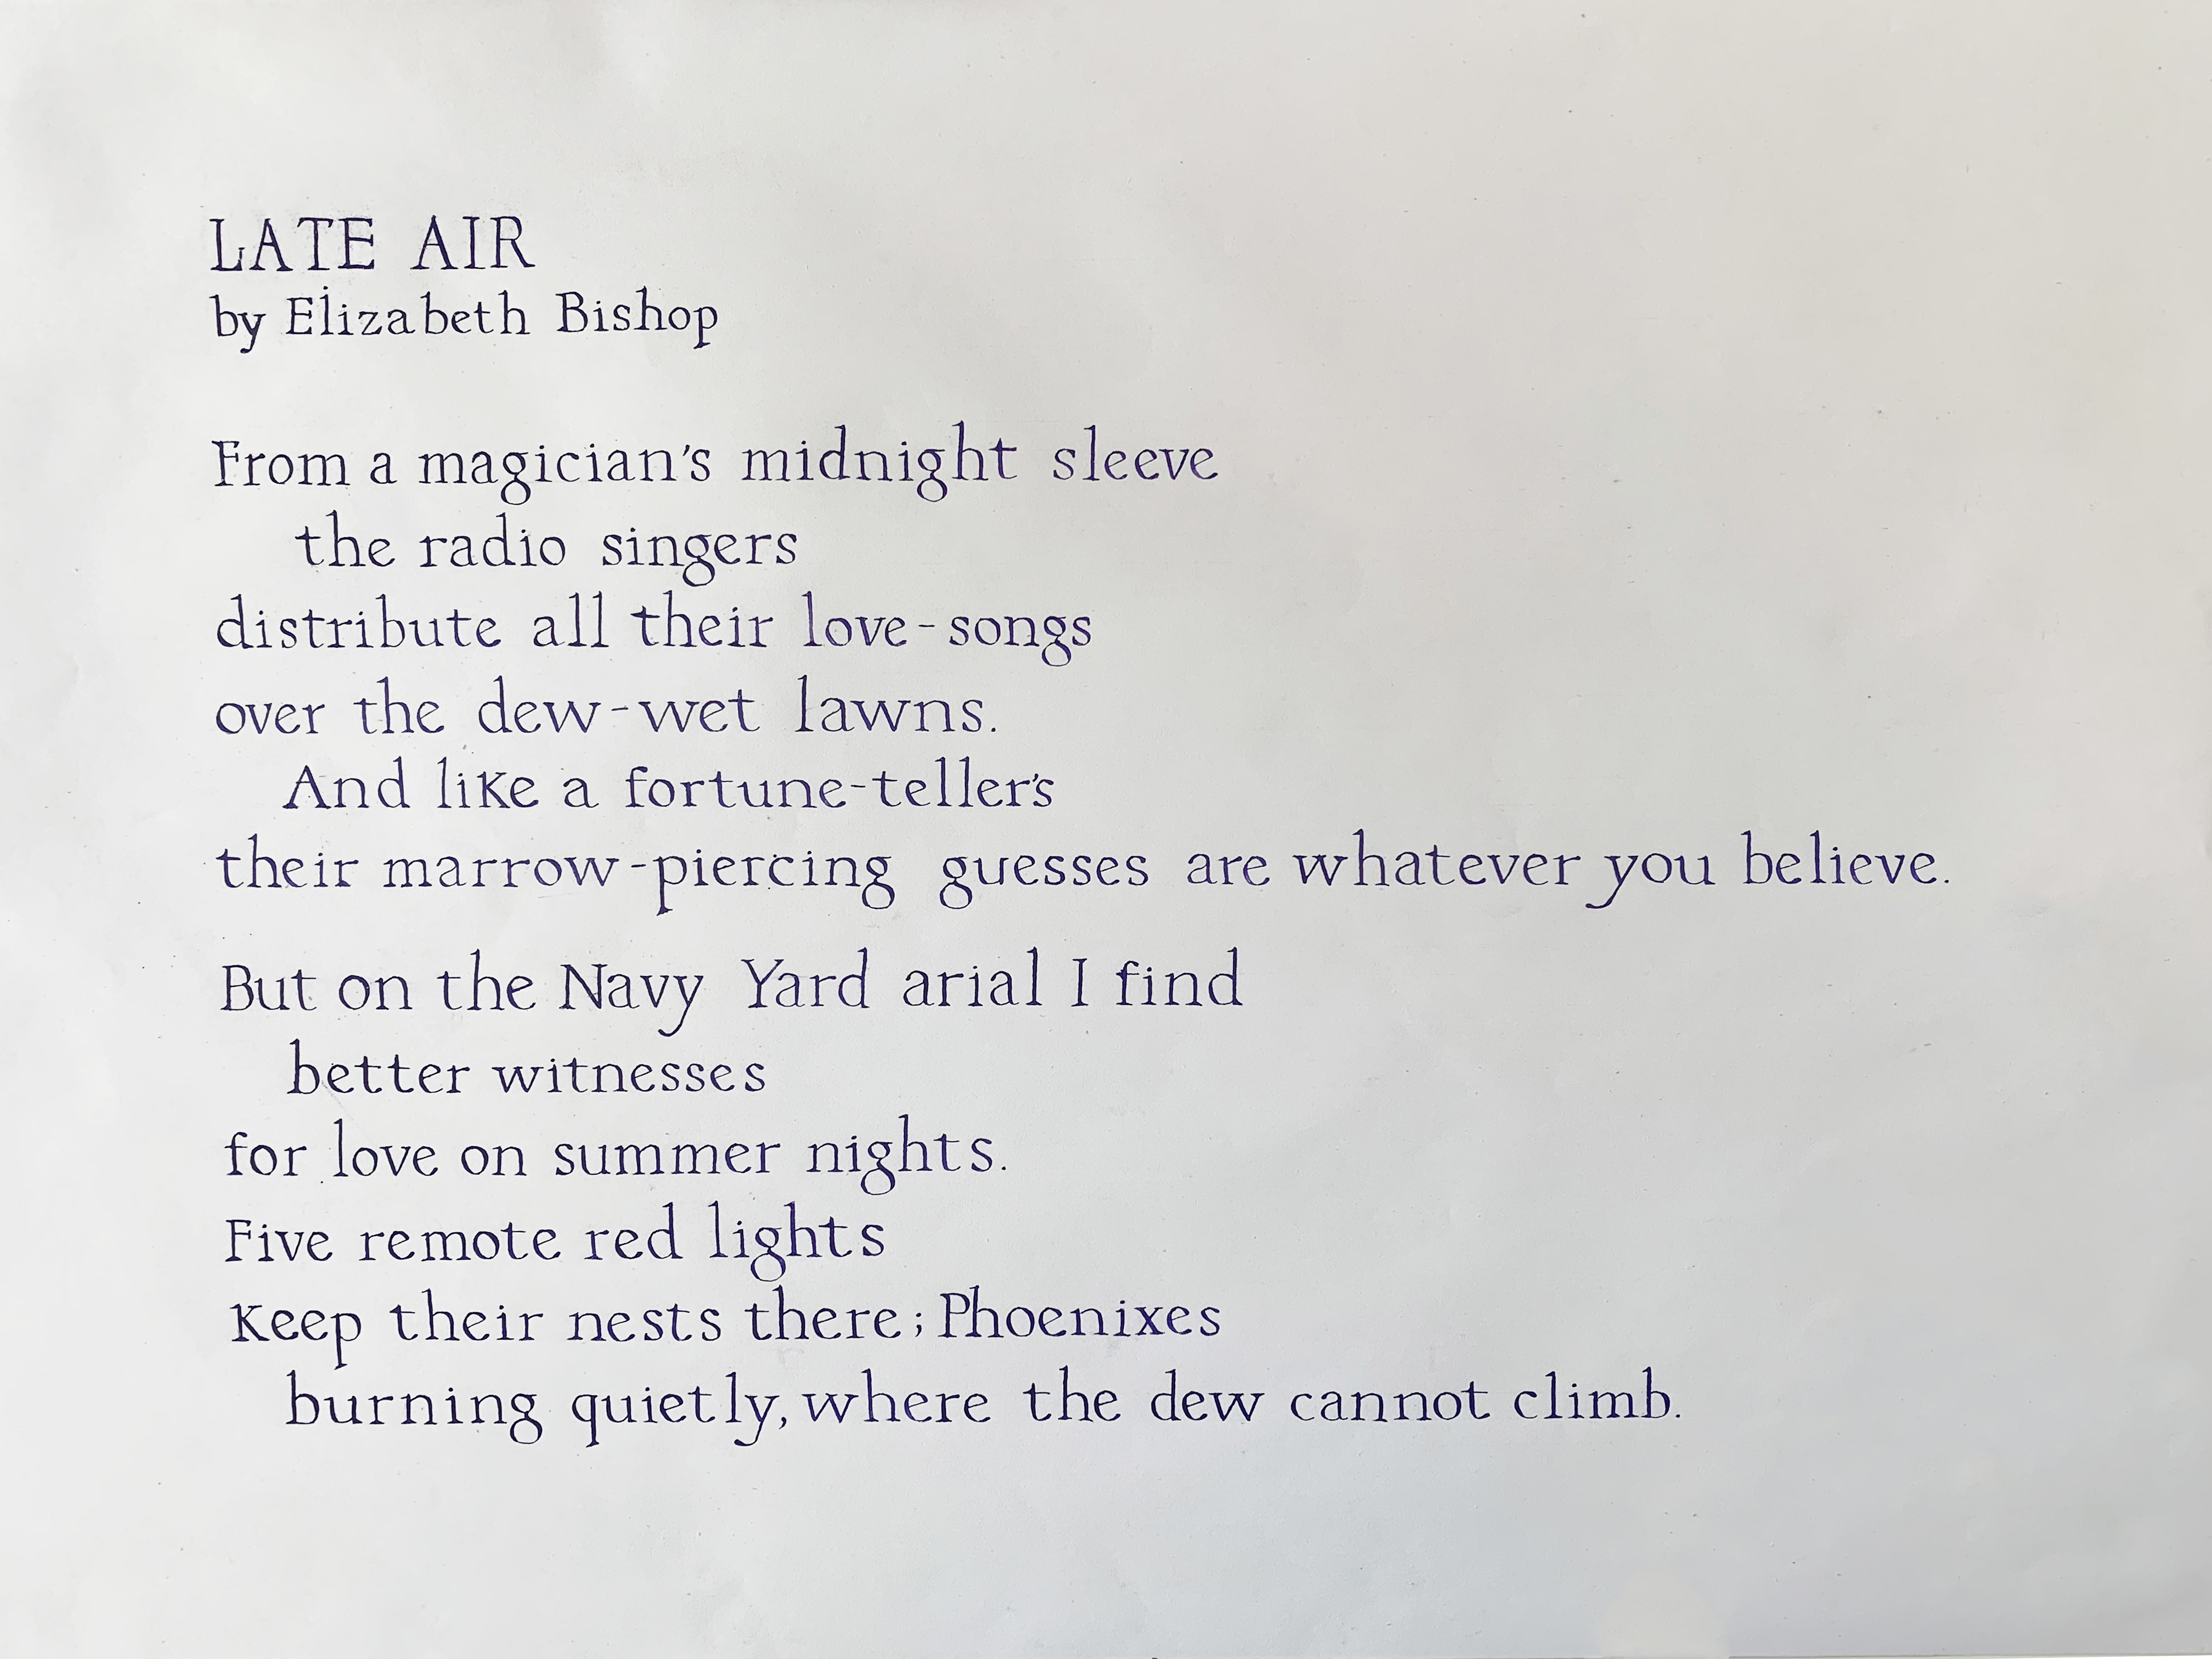 LATE AIR
by Elizabeth Bishop
From a magician's midnight sleeve
the radio singers
distribute all their love-songs
over the dew-wet lawns.
And like a fortune-teller's
their marrow-piercing guesses are whatever you believe.
But on the Navy Yard arial I find
better witnesses
for love on summer nights.
Five remote red lights
Keep their nests there; Phoenixes
burning quietly, where the dew cannot climb.